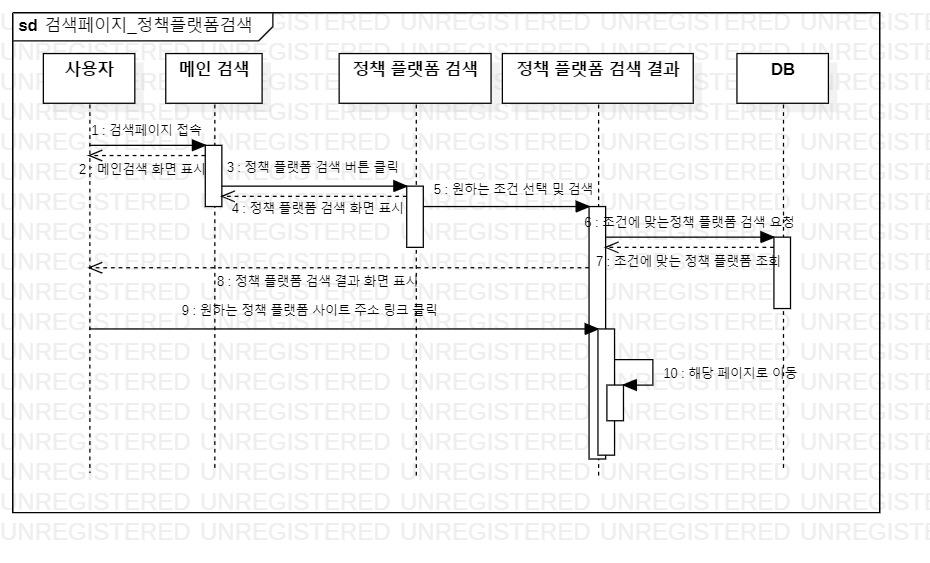 sd 검색페이지_정책플랫폼검색
사용자
메인 검색
정책 플랫폼 검색
정책 플랫폼 검색 결과
DB
1 : 검색페이지 접속
2 : 메인검색 화면 표시
3 : 정책 플랫폼 검색 버튼 클릭
4 : 정책 플랫폼 검색 화면 표시
5 : 원하는 조건 선택 및 검색
6 : 조건에 맞는정책 플랫폼 검색 요청
7 : 조건에 맞는 정책 플랫폼 조회
8 : 정책 플랫폼 검색 결과 화면 표시
9 : 원하는 정책 플랫폼 사이트 주소 링크 클릭
10 : 해당 페이지로 이동
UNREGISTERED